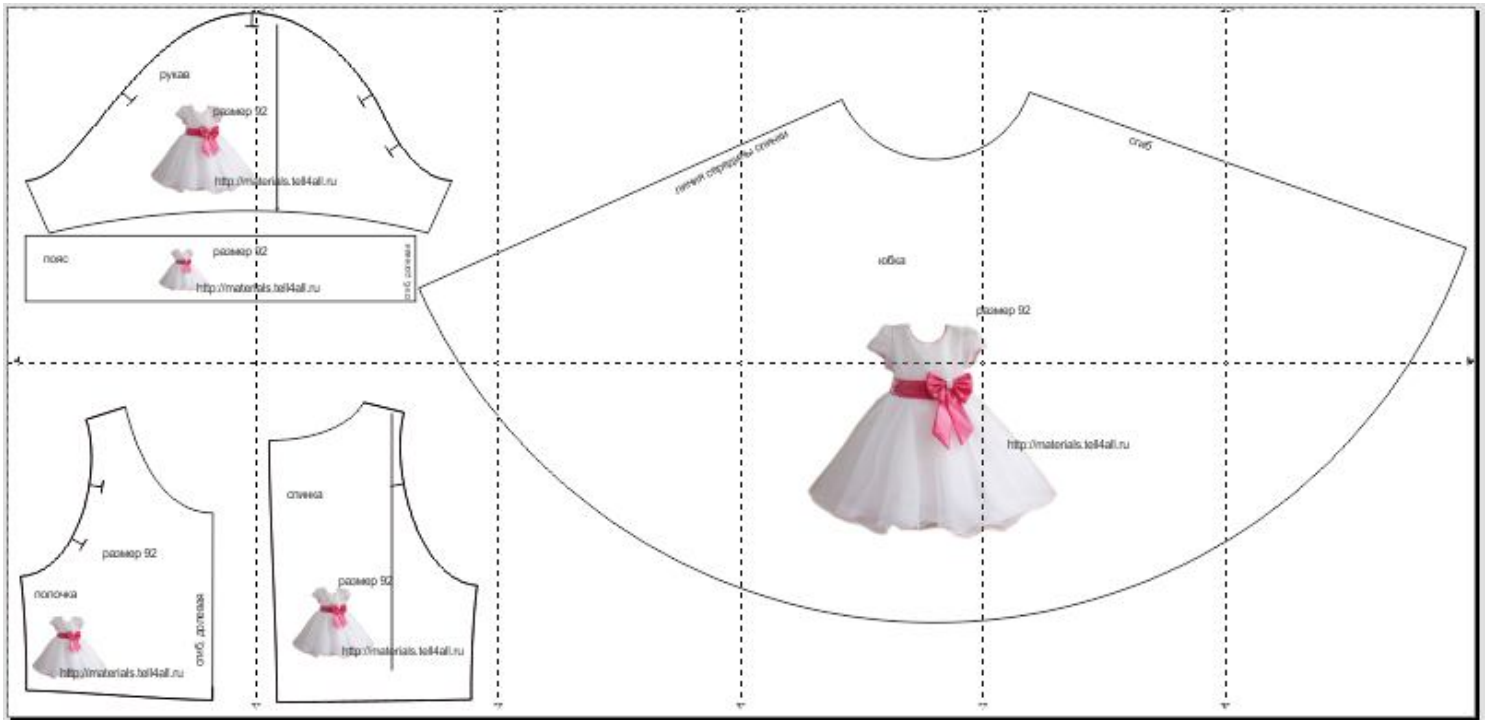 рукав
размер 92
http://materials.tell4all.ru
пояс
размер 92
http://materials.tell4all.ru
сгиб, долевая
линия середины спинки
сгиб
юбка
размер 92
http://materials.tell4all.ru
размер 92
полочка
сгиб, долевая
http://materials.tell4all.ru
спинка
размер 92
http://materials.tell4all.ru